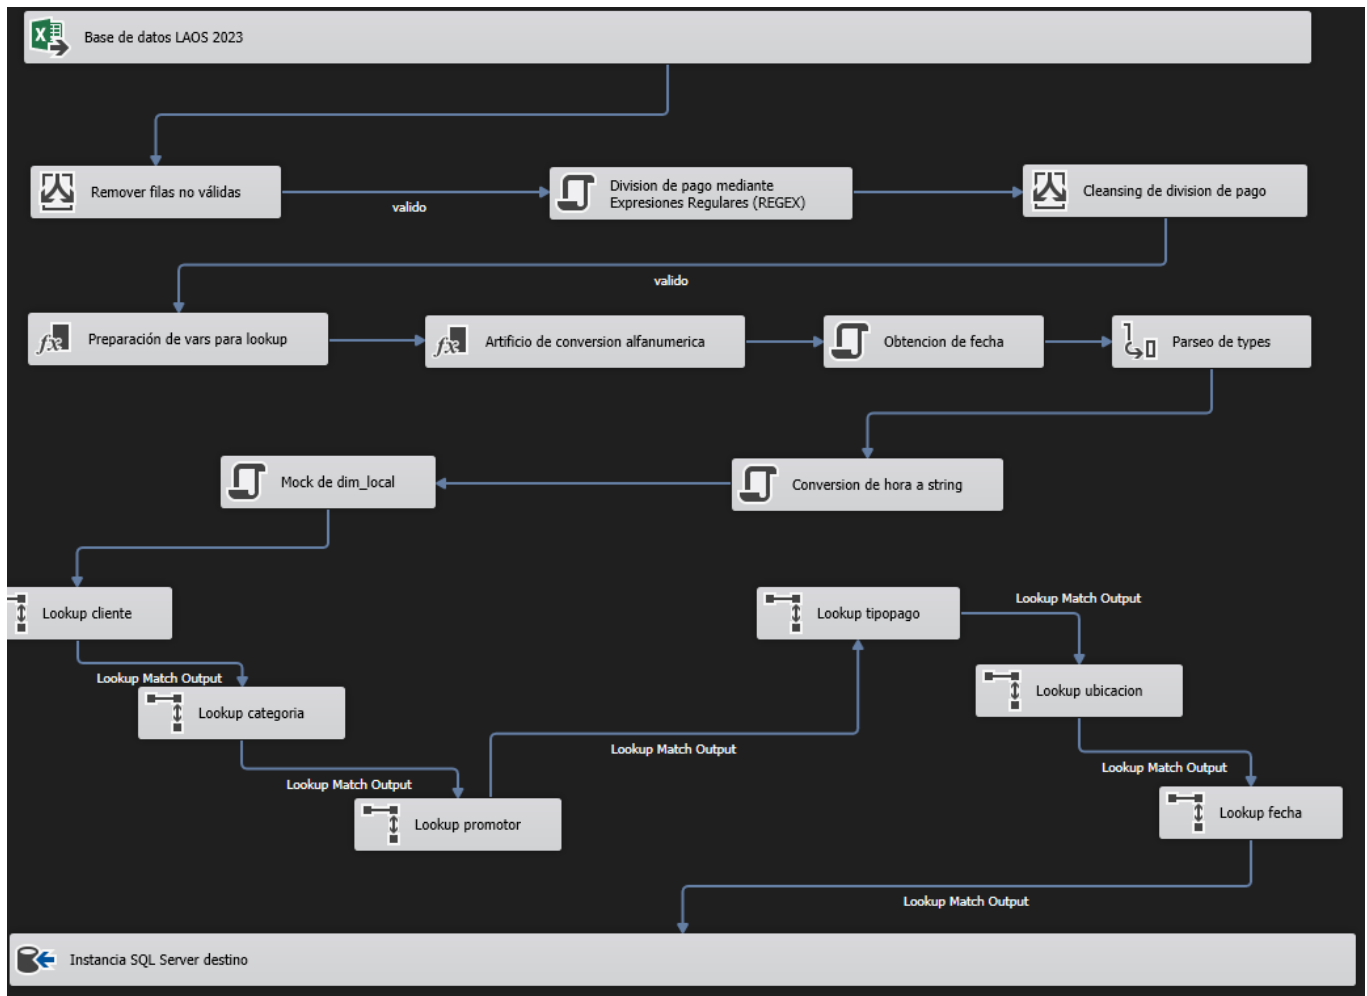 Base de datos LAOS 2023
Remover filas no válidas
valido
Division de pago mediante
Expresiones Regulares (REGEX)
Cleansing de division de pago
valido
Preparación de vars para lookup
Artificio de conversion alfanumerica
Obtencion de fecha
Parseo de types
Conversion de hora a string
Mock de dim_local
Lookup cliente
Lookup Match Output
Lookup categoria
Lookup Match Output
Lookup promotor
Lookup Match Output
Lookup tipopago
Lookup Match Output
Lookup ubicacion
Lookup Match Output
Lookup fecha
Lookup Match Output
Instancia SQL Server destino